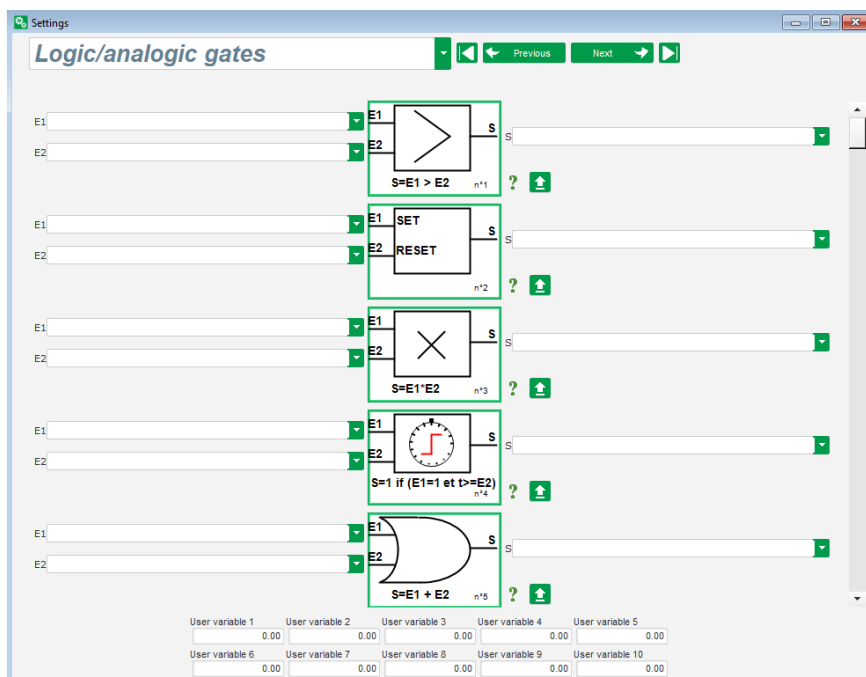 Settings
Logic/analogic gates
Previous
Next
E1
E2
E1
E2
S
S=E1 > E2
n°1
S
?
E1
E2
E1
E2
SET
RESET
S
n°2
S
?
E1
E2
E1
E2
S
S=E1*E2
n°3
S
?
E1
E2
E1
E2
S
S=1 if (E1=1 et t>=E2)
n°4
S
?
E1
E2
E1
E2
S
S=E1 + E2
n°5
S
?
User variable 1 User variable 2 User variable 3 User variable 4 User variable 5
0.00 0.00 0.00 0.00 0.00
User variable 6 User variable 7 User variable 8 User variable 9 User variable 10
0.00 0.00 0.00 0.00 0.00